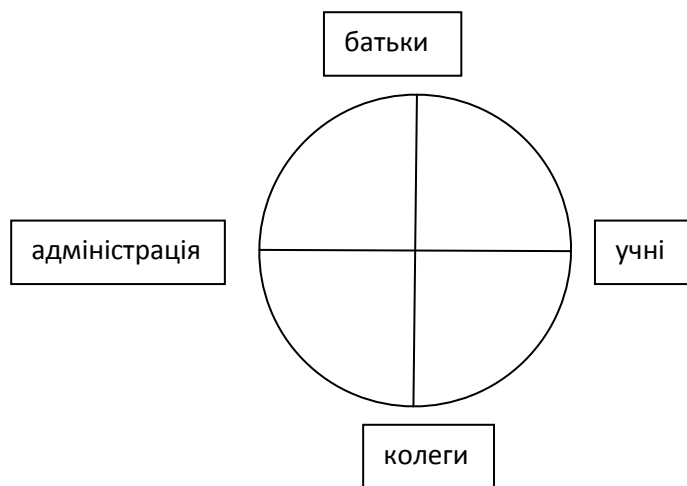 батьки
адміністрація
учні
колеги